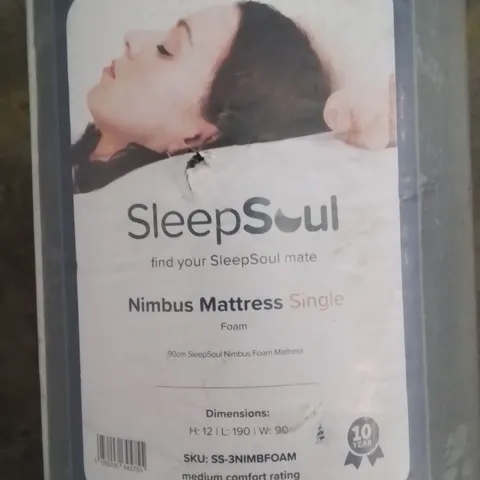 SleepSoul
find your SleepSoul mate
Nimbus Mattress Single
Foam
90cm SleepSoul Nimbus Foam Mattress
Dimensions:
H: 12 | L: 190 | W: 90
10
YEAR
SKU: SS-3NIMBFOAM
medium comfort rating